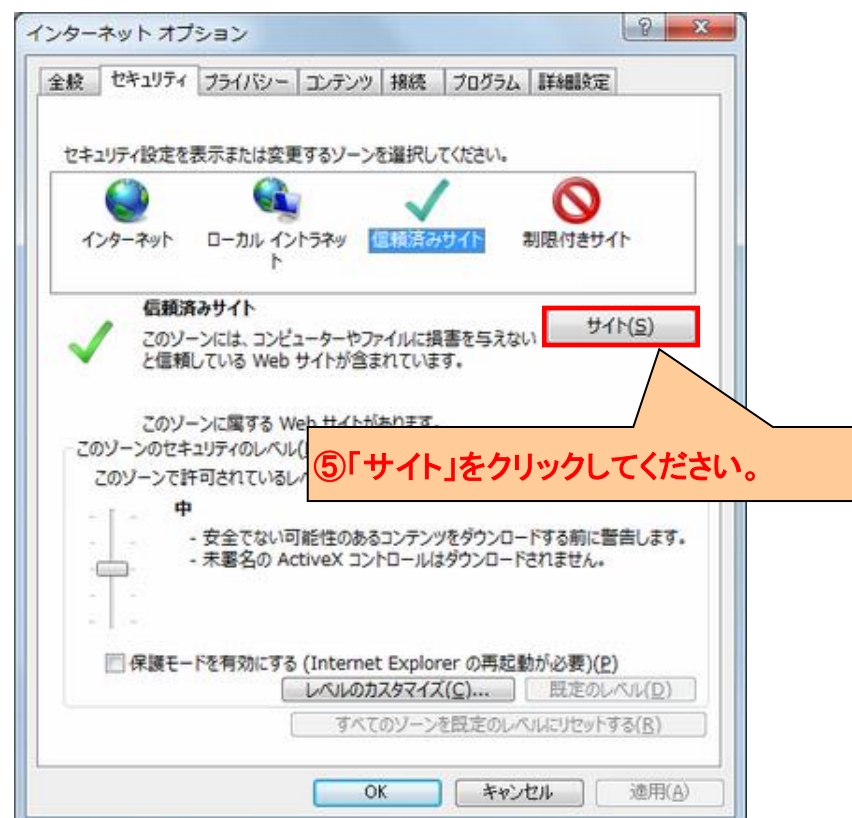 インターネット オプション
全般 セキュリティ プライバシー コンテンツ 接続 プログラム 詳細設定
セキュリティ設定を表示または変更するゾーンを選択してください。
インターネット
ローカル イントラネッ
ト
信頼済みサイト
制限付きサイト
信頼済みサイト
サイト(S)
このゾーンには、コンピューターやファイルに損害を与えない
と信頼している Web サイトが含まれています。
このゾーンに属する Web サイトがあります。
このゾーンのセキュリティのレベル(
⑤「サイト」をクリックしてください。
このゾーンで許可されている
中
- 安全でない可能性のあるコンテンツをダウンロードする前に警告します。
- 未署名の ActiveX コントロールはダウンロードされません。
保護モードを有効にする (Internet Explorer の再起動が必要)(P)
レベルのカスタマイズ(C)... 既定のレベル(D)
すべてのゾーンを既定のレベルにリセットする(R)
OK キャンセル 適用(A)